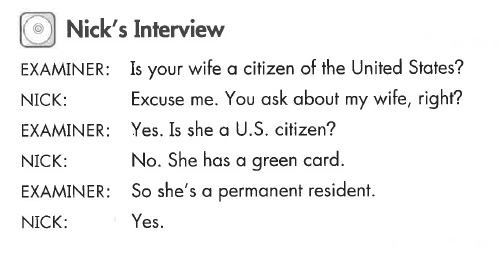 Nick's Interview
EXAMINER: Is your wife a citizen of the United States?
NICK: Excuse me. You ask about my wife, right?
EXAMINER: Yes. Is she a U.S. citizen?
NICK: No. She has a green card.
EXAMINER: So she's a permanent resident.
NICK: Yes.